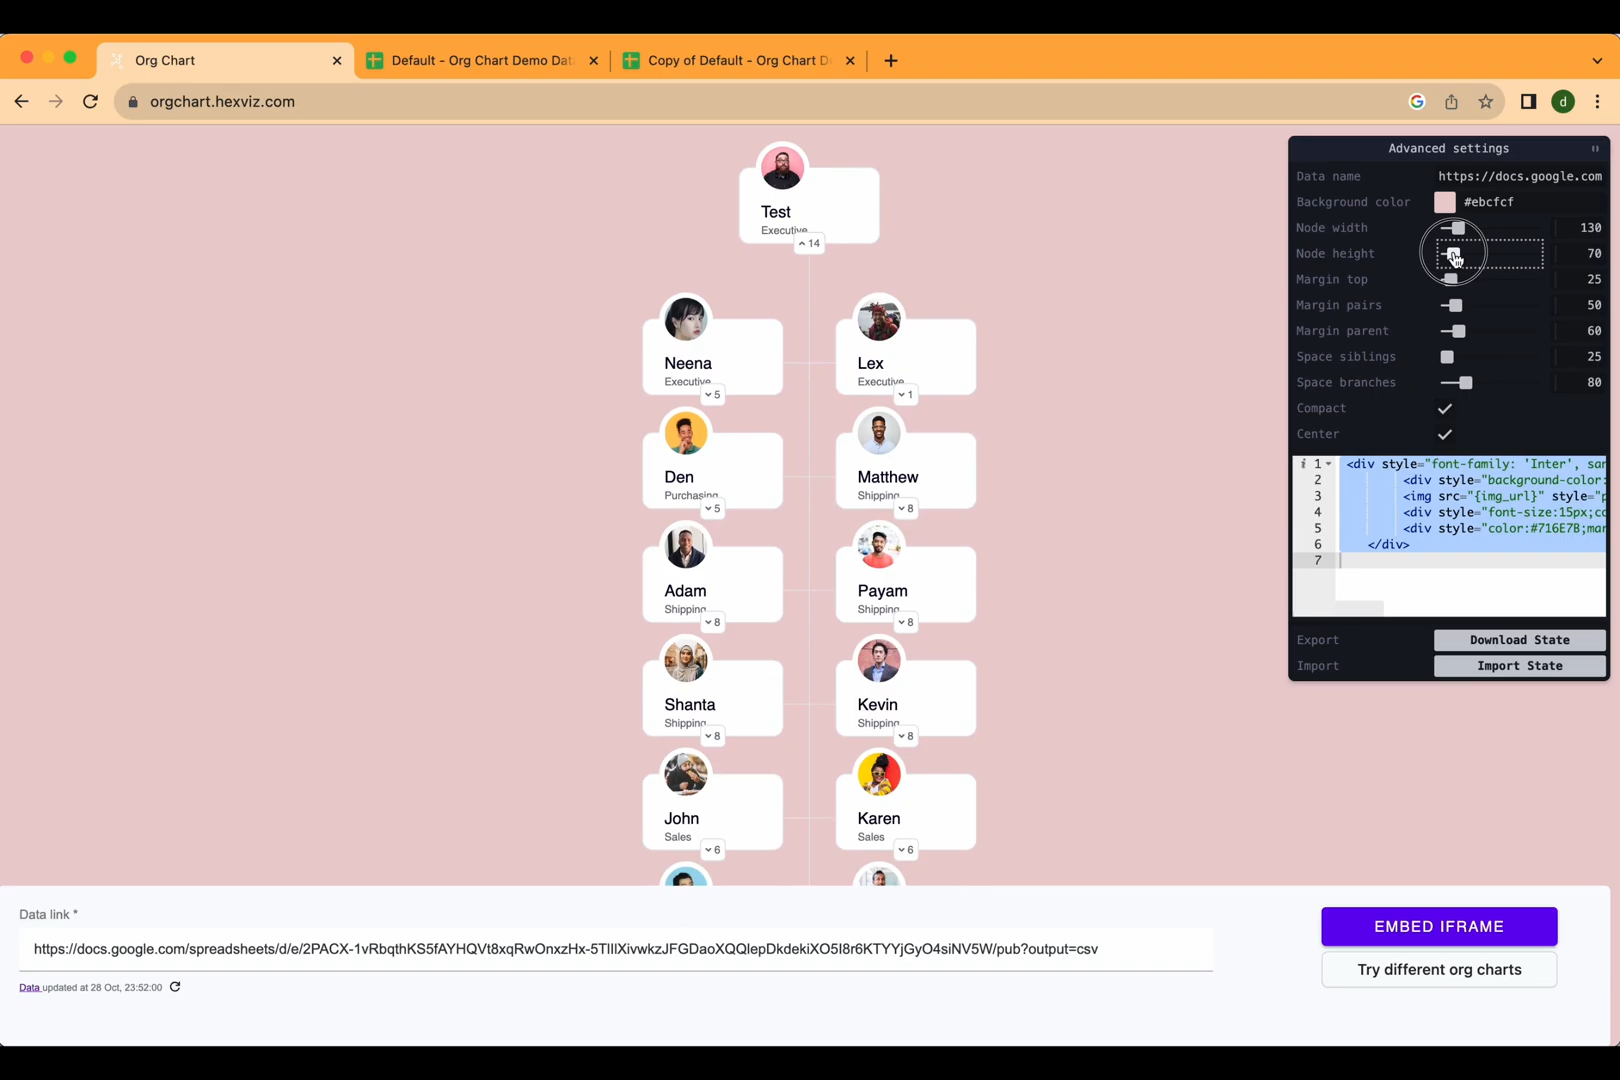 Org Chart
Default - Org Chart Demo Dat
Copy of Default - Org Chart D
orgchart.hexviz.com
d
Advanced settings
Data name https://docs.google.com
Background color #ebcfcf
Node width 130
Node height 70
Margin top 25
Margin pairs 50
Margin parent 60
Space siblings 25
Space branches 80
Compact
Center
i 1 <div style="font-family: 'Inter', san
2 <div style="background-color:
3 <img src="{img_url}" style="p
4 <div style="font-size:15px;co
5 <div style="color:#716E7B;mar
6 </div>
7
Export Download State
Import Import State
Test
Executive
14
Neena
Executive
5
Lex
Executive
1
Den
Purchasing
5
Matthew
Shipping
8
Adam
Shipping
8
Payam
Shipping
8
Shanta
Shipping
8
Kevin
Shipping
8
John
Sales
6
Karen
Sales
6
Data link *
https://docs.google.com/spreadsheets/d/e/2PACX-1vRbqthKS5fAYHQVt8xqRwOnxzHx-5TIIlXivwkzJFGDaoXQQlepDkdekiXO5I8r6KTYYjGyO4siNV5W/pub?output=csv
Data updated at 28 Oct, 23:52:00
EMBED IFRAME
Try different org charts